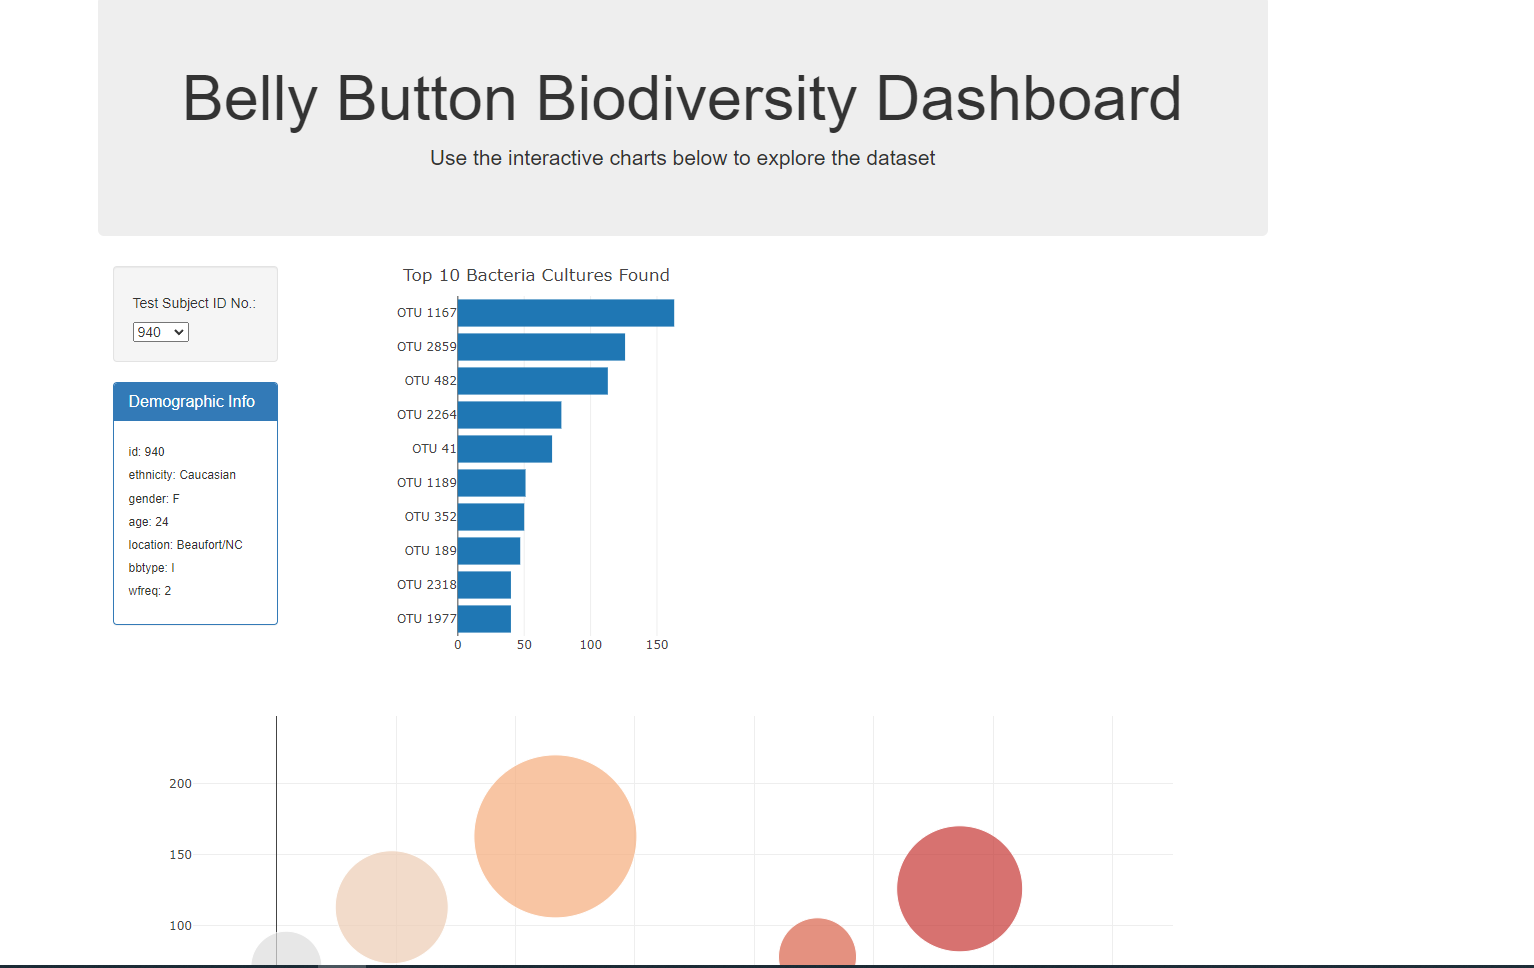 Belly Button Biodiversity Dashboard
Use the interactive charts below to explore the dataset
Test Subject ID No.:
940
Demographic Info
id: 940
ethnicity: Caucasian
gender: F
age: 24
location: Beaufort/NC
bbtype: I
wfreq: 2
Top 10 Bacteria Cultures Found
OTU 1167
OTU 2859
OTU 482
OTU 2264
OTU 41
OTU 1189
OTU 352
OTU 189
OTU 2318
OTU 1977
0 50 100 150
200
150
100